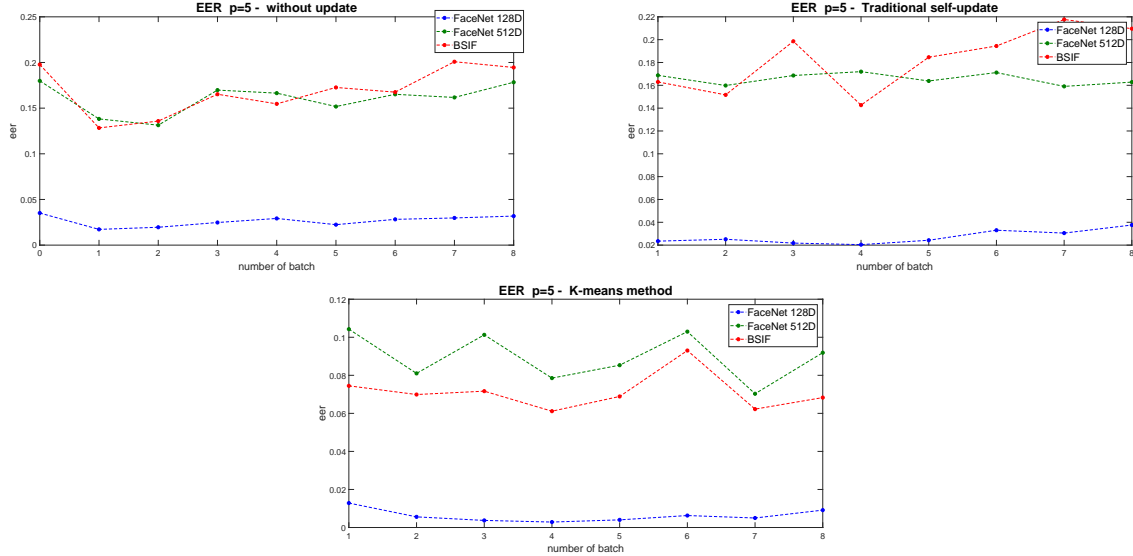 EER p=5 - without update
0.25
0.2
0.15
0.1
0.05
0
eer
0 1 2 3 4 5 6 7 8
number of batch
FaceNet 128D
FaceNet 512D
BSIF
EER p=5 - Traditional self-update
0.22
0.2
0.18
0.16
0.14
0.12
0.1
0.08
0.06
0.04
0.02
eer
1 2 3 4 5 6 7 8
number of batch
FaceNet 128D
FaceNet 512D
BSIF
EER p=5 - K-means method
0.12
0.1
0.08
0.06
0.04
0.02
0
eer
1 2 3 4 5 6 7 8
number of batch
FaceNet 128D
FaceNet 512D
BSIF